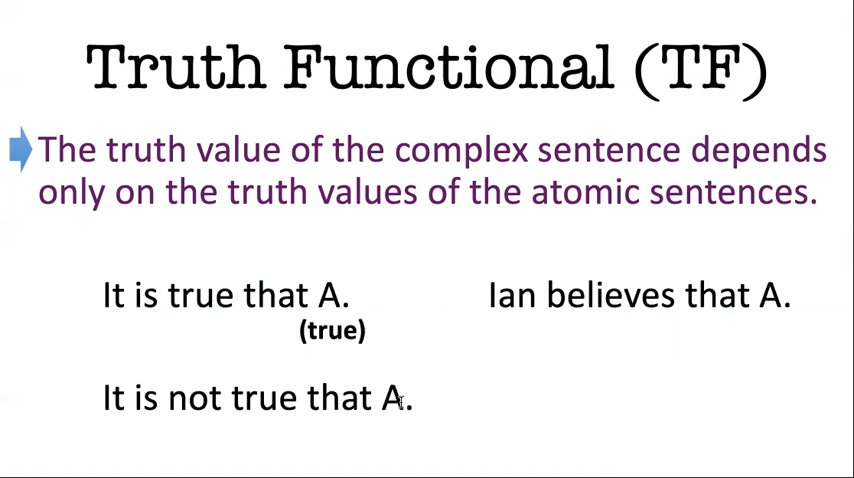 Truth Functional (TF)
The truth value of the complex sentence depends
only on the truth values of the atomic sentences.
It is true that A.
(true)
Ian believes that A.
It is not true that A.